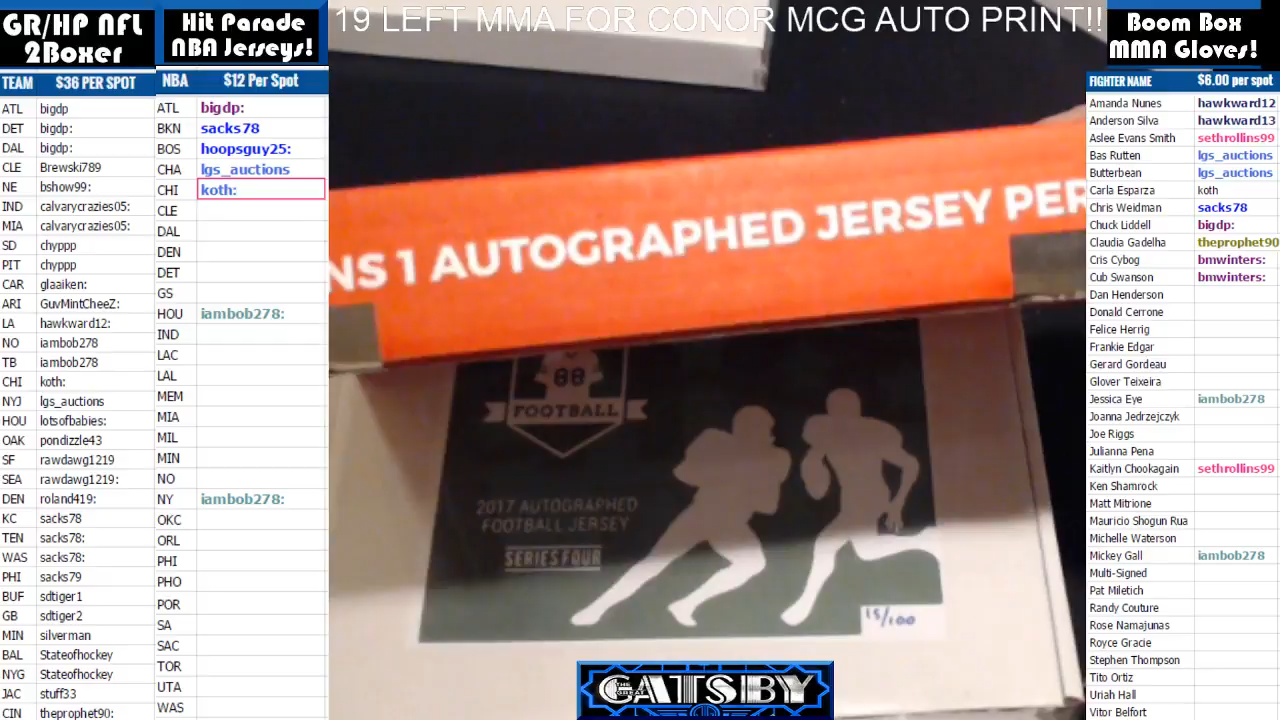 19 LEFT MMA FOR CONOR MCG AUTO PRINT!!
GR/HP NFL
2Boxer
TEAM $36 PER SPOT
ATL bigdp
DET bigdp:
DAL bigdp:
CLE Brewski789
NE bshow99:
IND calvarycrazies05:
MIA calvarycrazies05:
SD chyppp
PIT chyppp
CAR glaaiken:
ARI GuvMintCheeZ:
LA hawkward12:
NO iambob278
TB iambob278
CHI koth:
NYJ lgs_auctions
HOU lotsofbabies:
OAK pondizzle43
SF rawdawg1219
SEA rawdawg1219:
DEN roland419:
KC sacks78
TEN sacks78:
WAS sacks78:
PHI sacks79
BUF sdtiger1
GB sdtiger2
MIN silverman
BAL Stateofhockey
NYG Stateofhockey
JAC stuff33
CIN theprophet90:
Hit Parade
NBA Jerseys!
NBA $12 Per Spot
ATL bigdp:
BKN sacks78
BOS hoopsguy25:
CHA lgs_auctions
CHI koth:
CLE
DAL
DEN
DET
GS
HOU iambob278:
IND
LAC
LAL
MEM
MIA
MIL
MIN
NO
NY iambob278:
OKC
ORL
PHI
PHO
POR
SA
SAC
TOR
UTA
WAS
NS 1 AUTOGRAPHED JERSEY PER
88
FOOTBALL
2017 AUTOGRAPHED
FOOTBALL JERSEY
SERIES FOUR
15/100
THE GREAT
GATSBY
Boom Box
MMA Gloves!
FIGHTER NAME $6.00 per spot
Amanda Nunes hawkward12
Anderson Silva hawkward13
Aslee Evans Smith sethrollins99
Bas Rutten lgs_auctions
Butterbean lgs_auctions
Carla Esparza koth
Chris Weidman sacks78
Chuck Liddell bigdp:
Claudia Gadelha theprophet90
Cris Cybog bmwinters:
Cub Swanson bmwinters:
Dan Henderson
Donald Cerrone
Felice Herrig
Frankie Edgar
Gerard Gordeau
Glover Teixeira
Jessica Eye iambob278
Joanna Jedrzejczyk
Joe Riggs
Julianna Pena
Kaitlyn Chookagain sethrollins99
Ken Shamrock
Matt Mitrione
Mauricio Shogun Rua
Michelle Waterson
Mickey Gall iambob278
Multi-Signed
Pat Miletich
Randy Couture
Rose Namajunas
Royce Gracie
Stephen Thompson
Tito Ortiz
Uriah Hall
Vitor Belfort